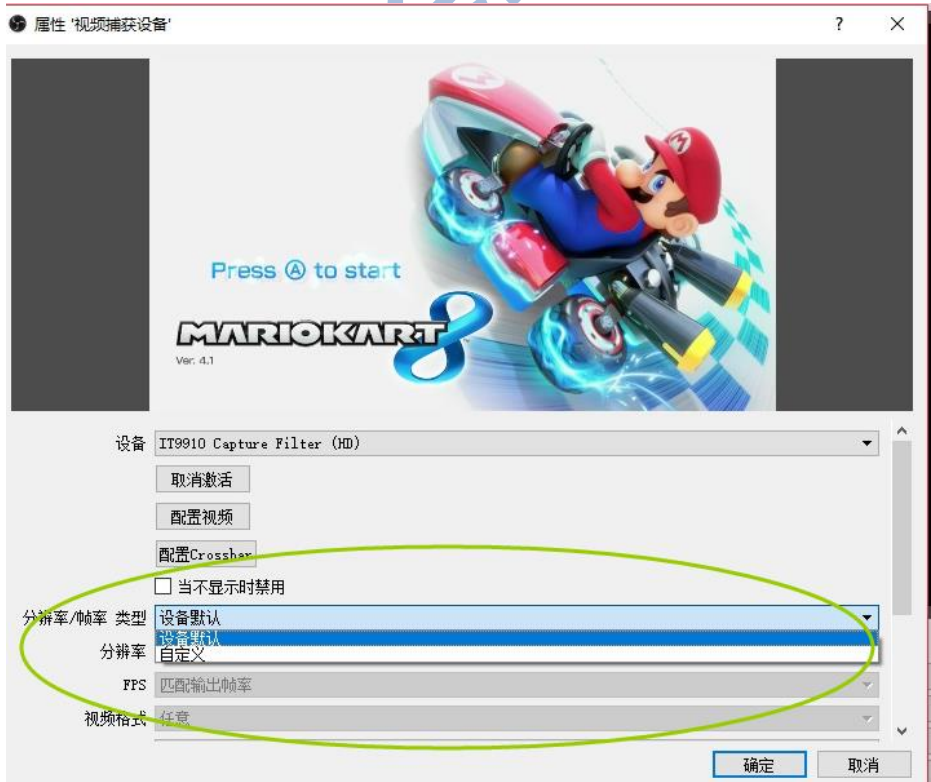 属性 '视频捕获设备'
?
Press Ⓐ to start
MARIOKART 8
Ver. 4.1
设备 IT9910 Capture Filter (HD)
取消激活
配置视频
配置Crossbar
当不显示时禁用
分辨率/帧率 类型 设备默认
设备默认
分辨率 自定义
FPS 匹配输出帧率
视频格式 任意
确定 取消